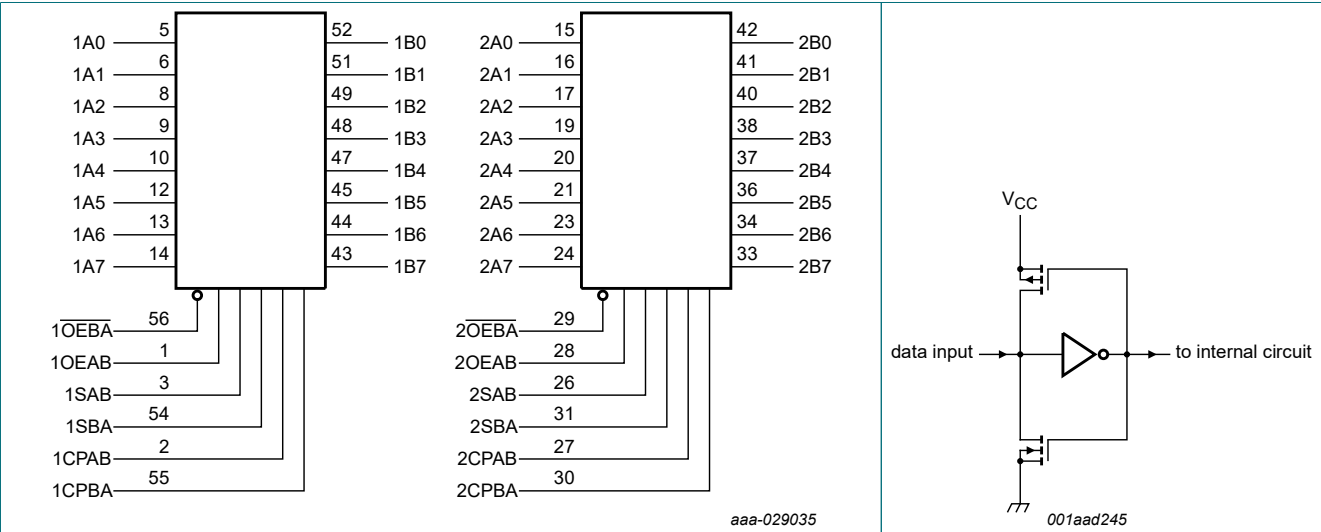 1A0 5 52 1B0
1A1 6 51 1B1
1A2 8 49 1B2
1A3 9 48 1B3
1A4 10 47 1B4
1A5 12 45 1B5
1A6 13 44 1B6
1A7 14 43 1B7
1OEBA 56
1OEAB 1
1SAB 3
1SBA 54
1CPAB 2
1CPBA 55
2A0 15 42 2B0
2A1 16 41 2B1
2A2 17 40 2B2
2A3 19 38 2B3
2A4 20 37 2B4
2A5 21 36 2B5
2A6 23 34 2B6
2A7 24 33 2B7
2OEBA 29
2OEAB 28
2SAB 26
2SBA 31
2CPAB 27
2CPBA 30
aaa-029035
VCC
data input
to internal circuit
001aad245